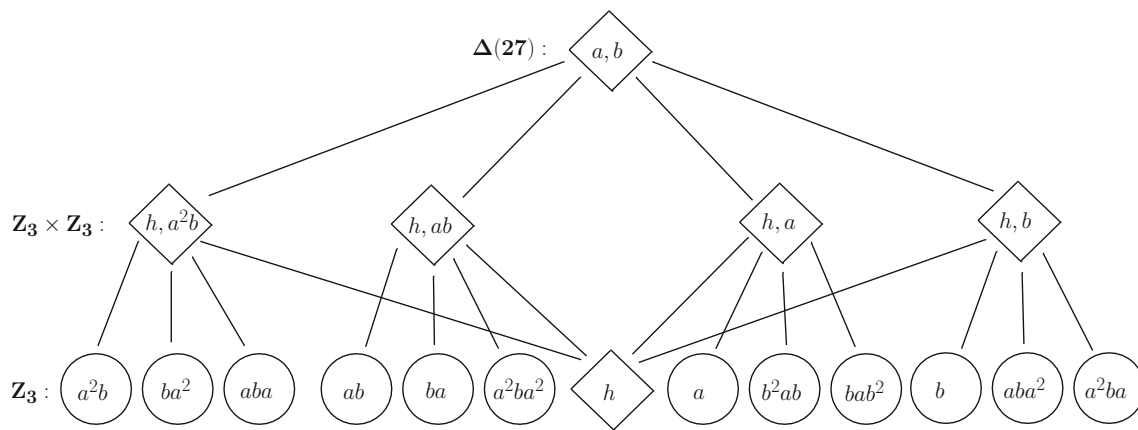 Δ(27) : a, b
Z₃ × Z₃ : h, a²b h, ab h, a h, b
Z₃ : a²b ba² aba ab ba a²ba² h a b²ab bab² b aba² a²ba